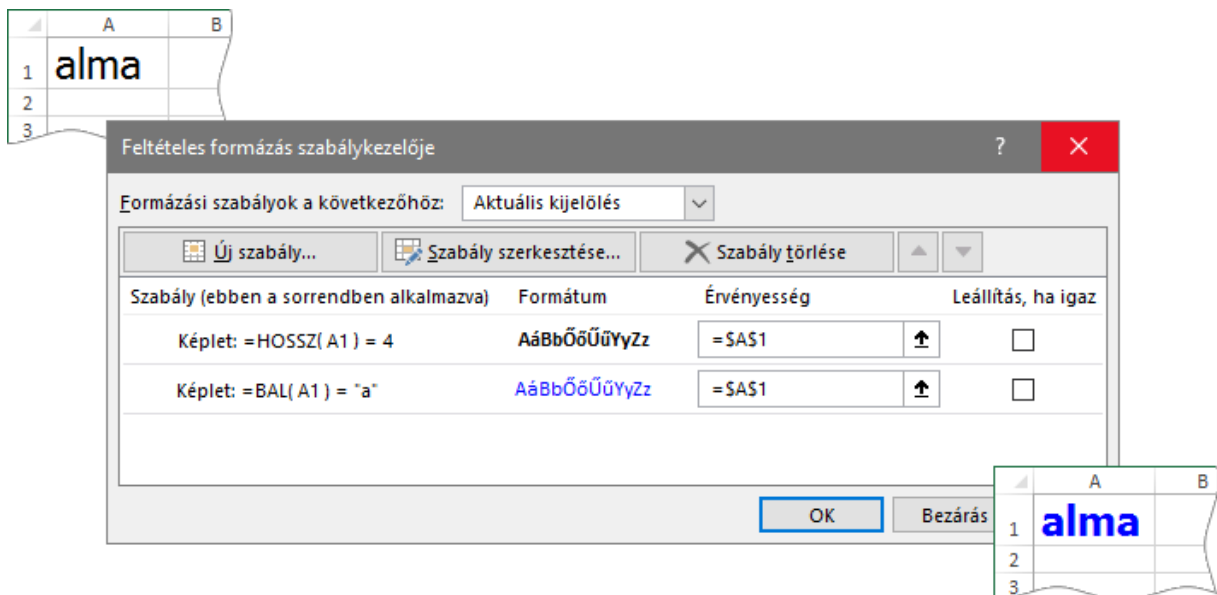 A B
1 alma
2
3
Feltételes formázás szabálykezelője ?
Formázási szabályok a következőhöz: Aktuális kijelölés
Új szabály... Szabály szerkesztése... Szabály törlése
Szabály (ebben a sorrendben alkalmazva) Formátum Érvényesség Leállítás, ha igaz
Képlet: =HOSSZ( A1 ) = 4 AáBbŐőŰűYyZz =$A$1
Képlet: =BAL( A1 ) = "a" AáBbŐőŰűYyZz =$A$1
OK Bezárás
A B
1 alma
2
3